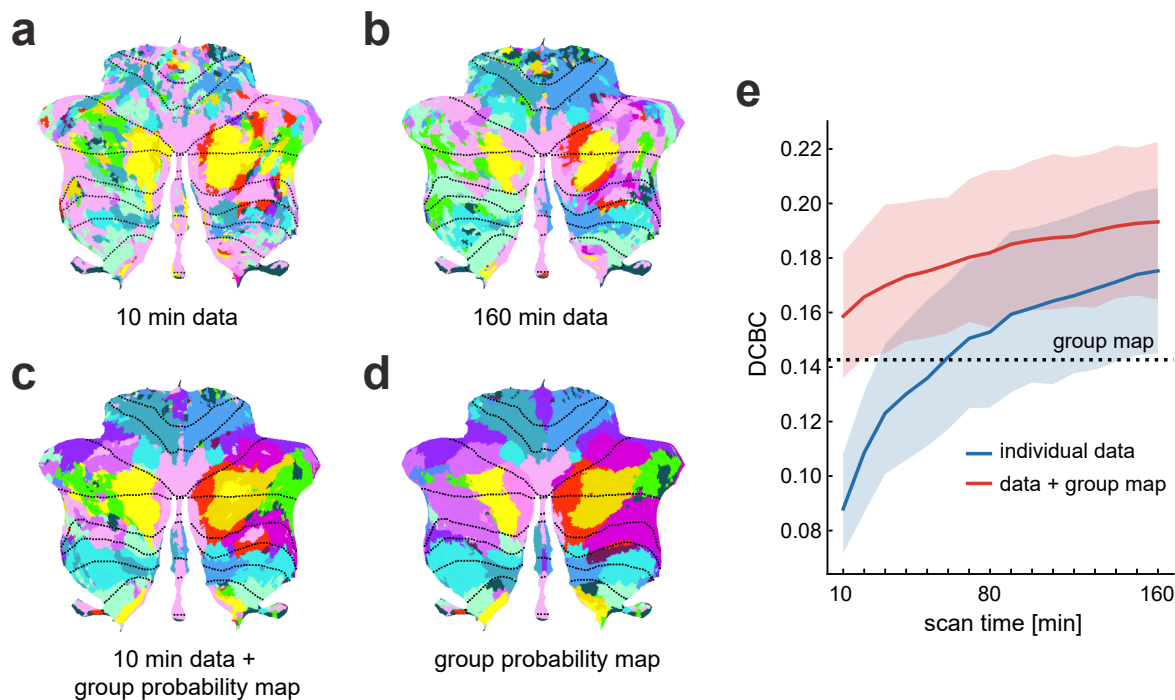 a
b
10 min data
160 min data
c
d
10 min data +
group probability map
group probability map
e
DCBC
0.22
0.20
0.18
0.16
0.14
0.12
0.10
0.08
group map
individual data
data + group map
10
80
160
scan time [min]